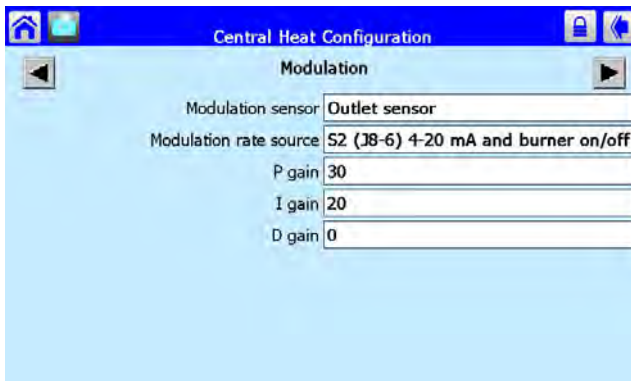 Central Heat Configuration
Modulation
Modulation sensor Outlet sensor
Modulation rate source S2 (J8-6) 4-20 mA and burner on/off
P gain 30
I gain 20
D gain 0